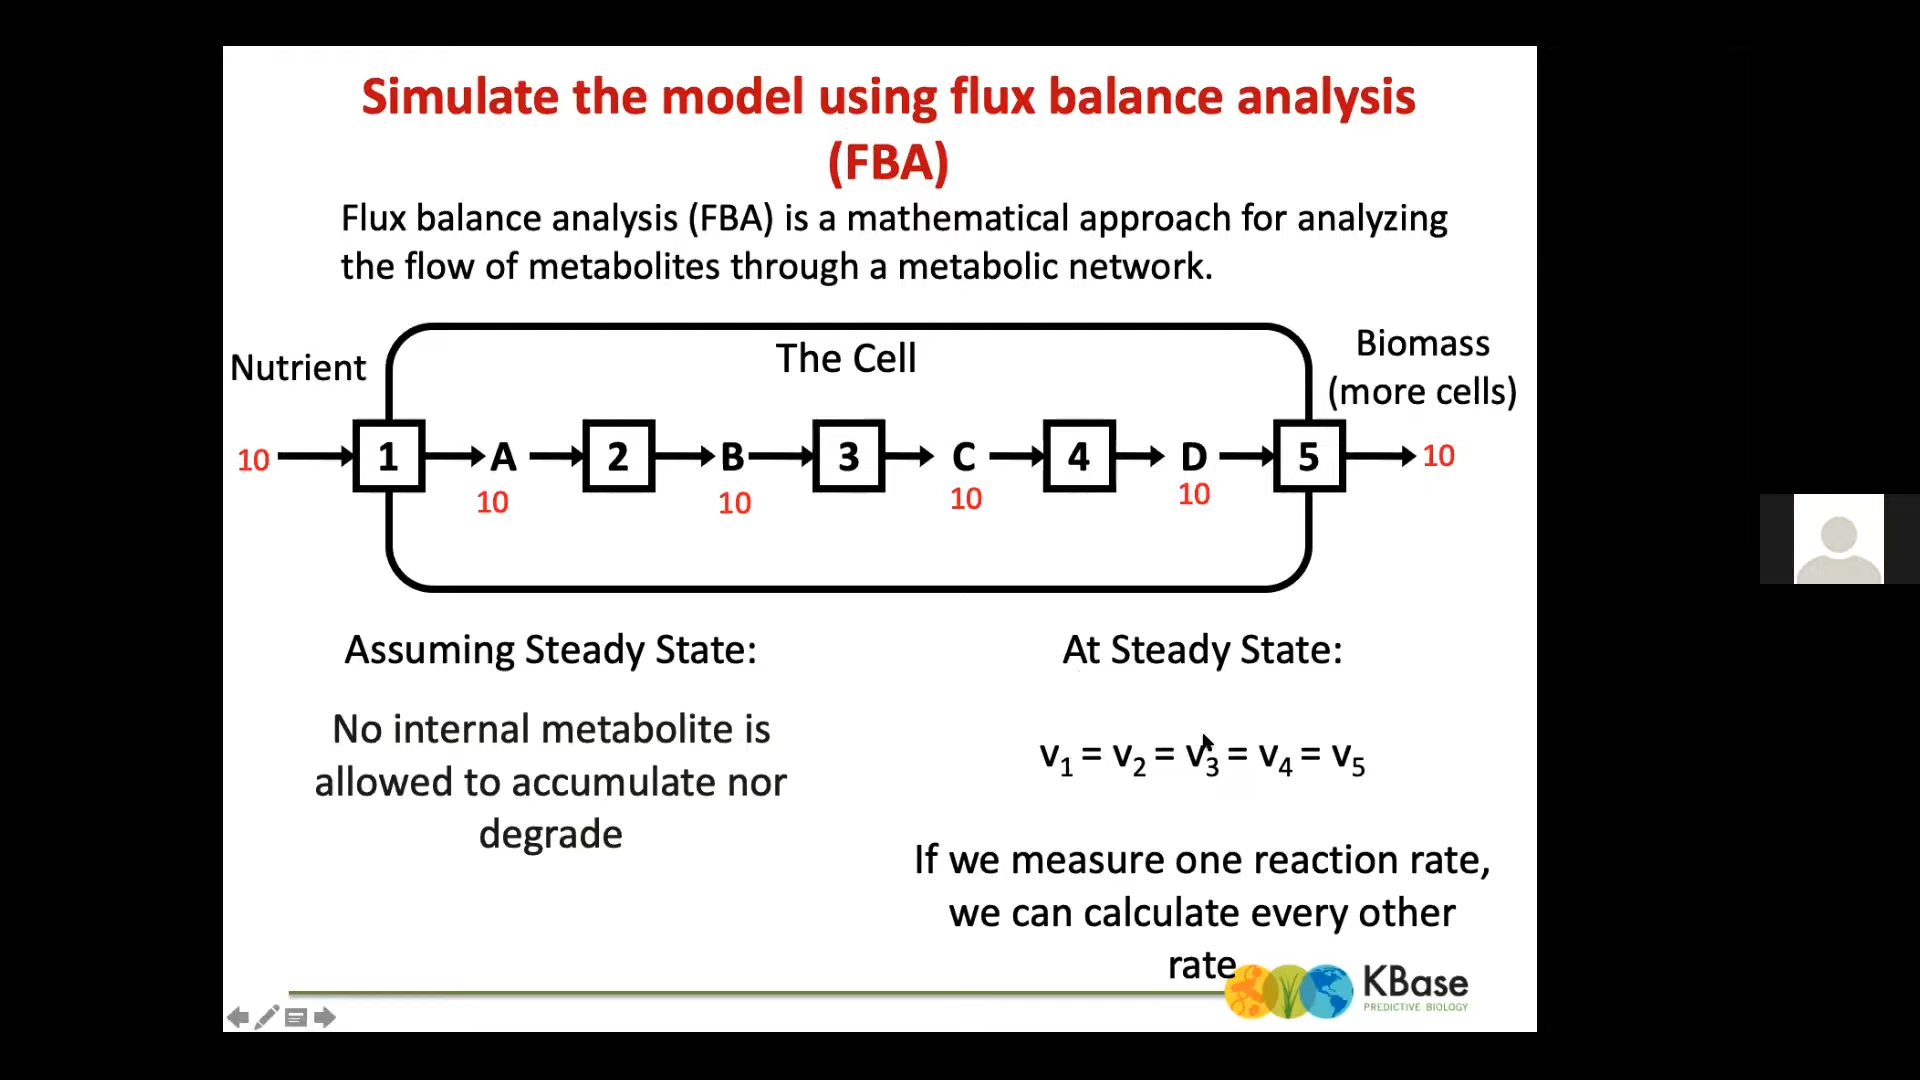 Simulate the model using flux balance analysis
(FBA)
Flux balance analysis (FBA) is a mathematical approach for analyzing
the flow of metabolites through a metabolic network.
Nutrient
The Cell
Biomass
(more cells)
10 1 A 2 B 3 C 4 D 5 10
10 10 10 10
Assuming Steady State:
No internal metabolite is
allowed to accumulate nor
degrade
At Steady State:
v₁ = v₂ = v₃ = v₄ = v₅
If we measure one reaction rate,
we can calculate every other
rate
KBase
PREDICTIVE BIOLOGY